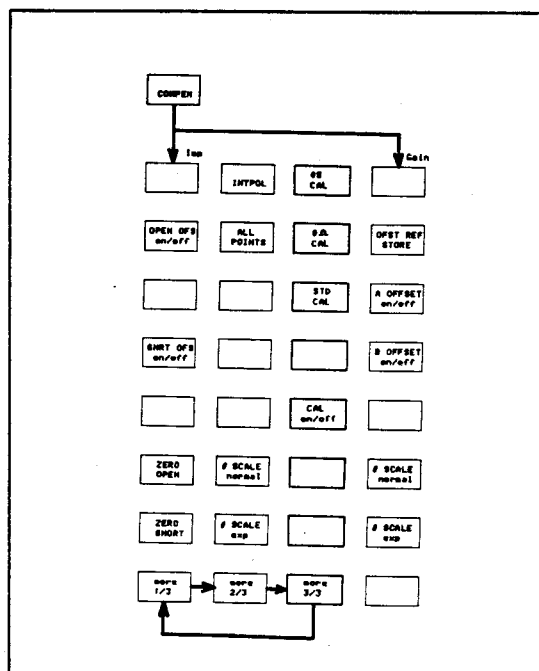 COMPEN
Imp
Gain
INTPOL
0S
CAL
OPEN OFS
on/off
ALL
POINTS
0Ω
CAL
OFST REF
STORE
STD
CAL
A OFFSET
on/off
SHRT OFS
on/off
B OFFSET
on/off
CAL
on/off
ZERO
OPEN
# SCALE
normal
# SCALE
normal
ZERO
SHORT
# SCALE
exp
# SCALE
exp
more
1/3
more
2/3
more
3/3